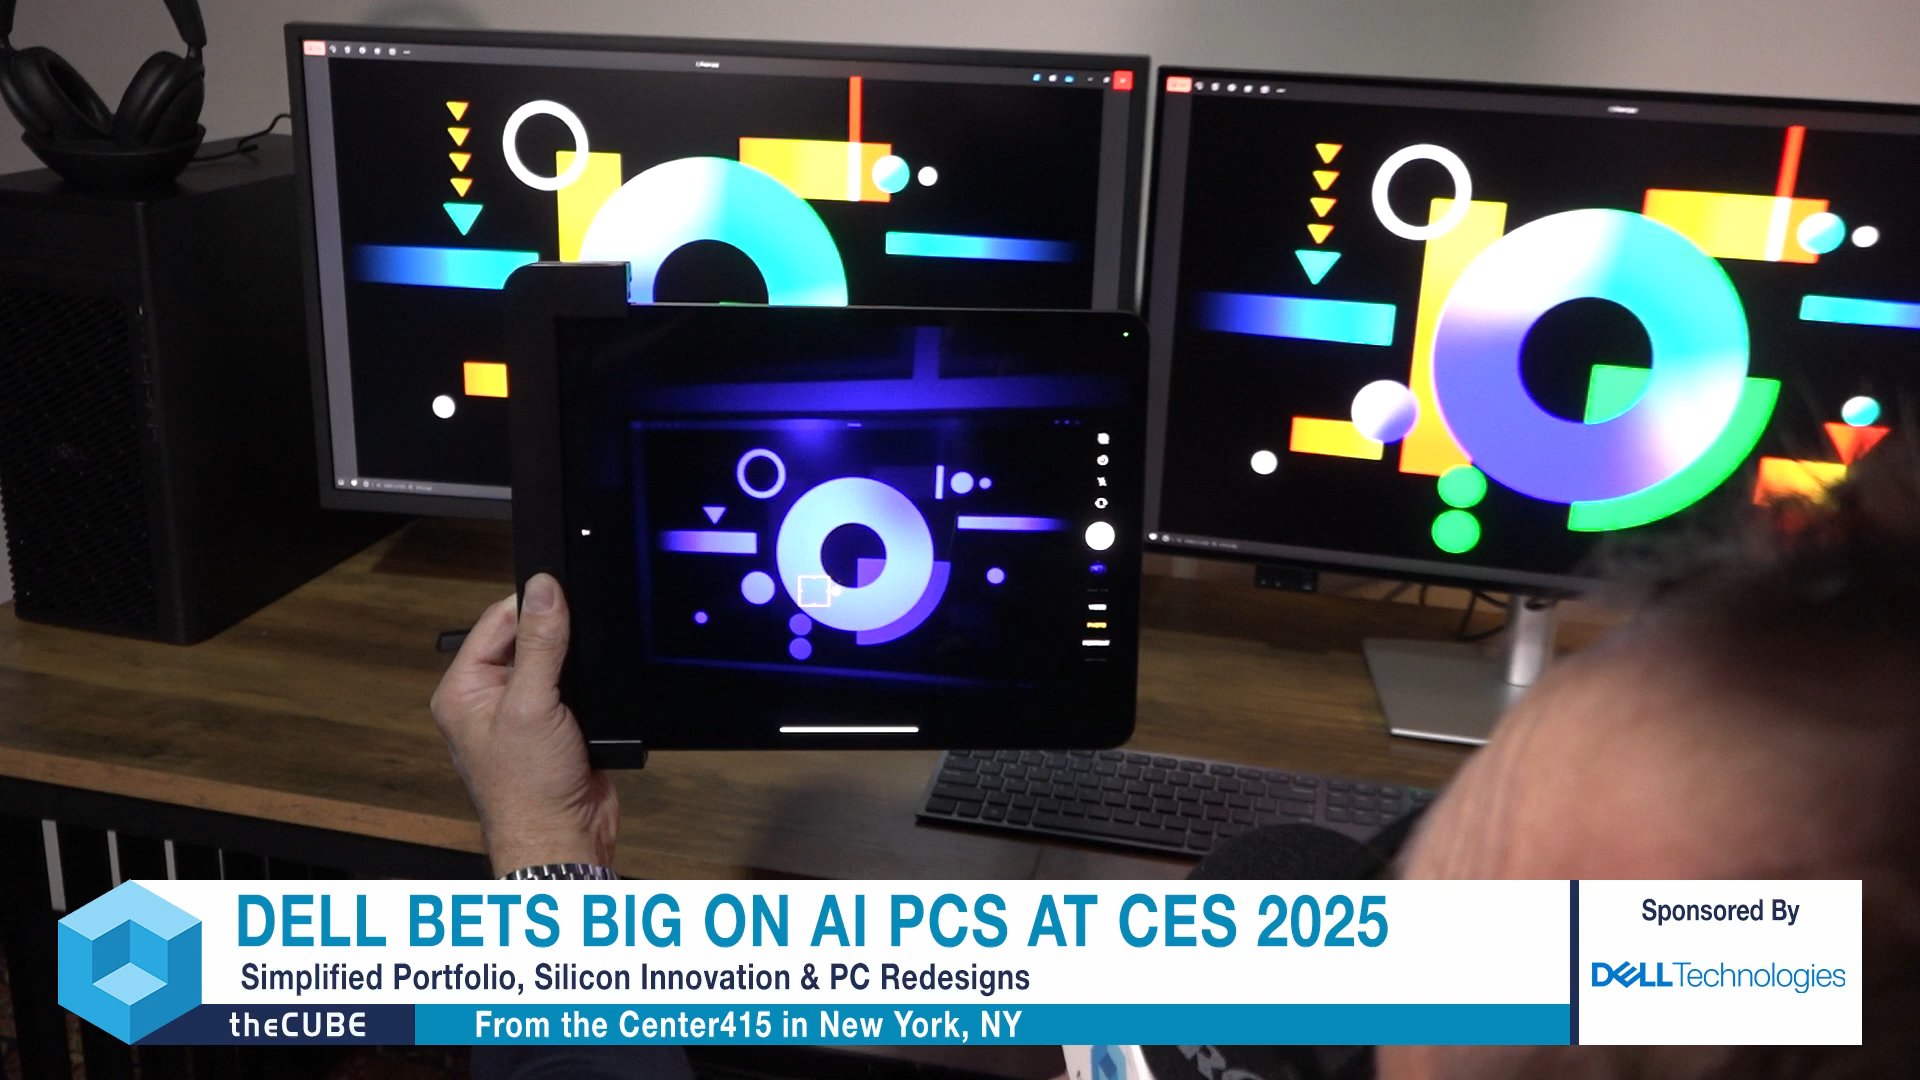 DELL BETS BIG ON AI PCS AT CES 2025
Simplified Portfolio, Silicon Innovation & PC Redesigns
theCUBE
From the Center415 in New York, NY
Sponsored By
DELL Technologies